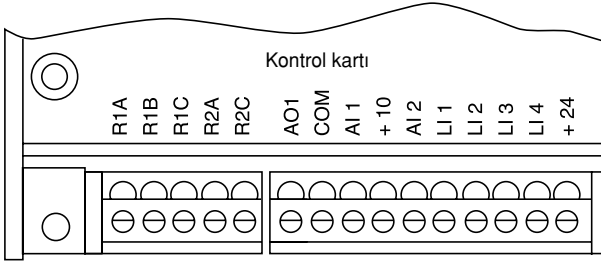 Kontrol kartı
R1A R1B R1C R2A R2C AO1 COM AI 1 + 10 AI 2 LI 1 LI 2 LI 3 LI 4 + 24